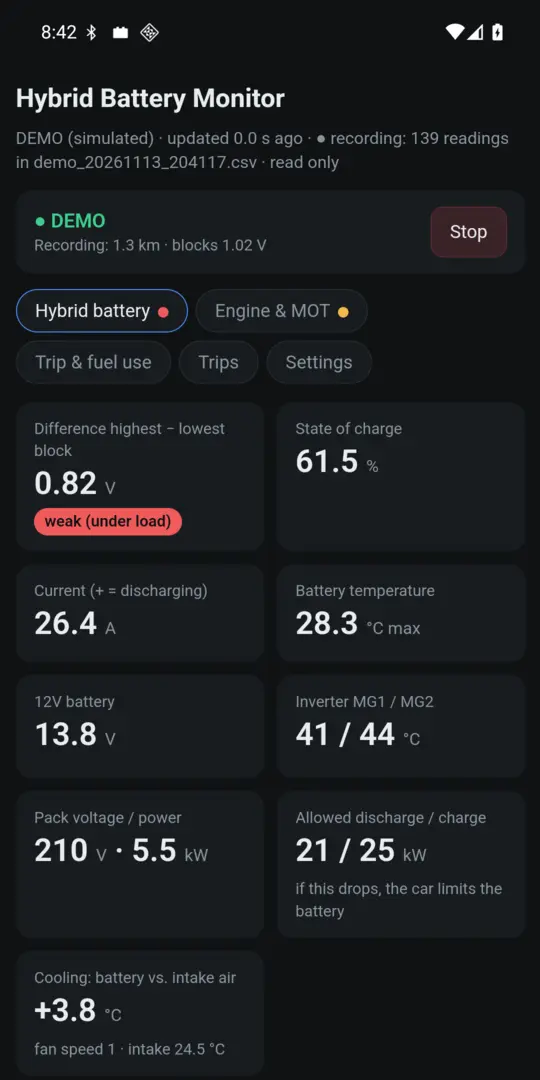 8:42
Hybrid Battery Monitor
DEMO (simulated) · updated 0.0 s ago · ● recording: 139 readings
in demo_20261113_204117.csv · read only
● DEMO
Recording: 1.3 km · blocks 1.02 V
Stop
Hybrid battery
Engine & MOT
Trip & fuel use
Trips
Settings
Difference highest − lowest
block
0.82 V
weak (under load)
State of charge
61.5 %
Current (+ = discharging)
26.4 A
Battery temperature
28.3 °C max
12V battery
13.8 V
Inverter MG1 / MG2
41 / 44 °C
Pack voltage / power
210 V · 5.5 kW
Allowed discharge / charge
21 / 25 kW
if this drops, the car limits the
battery
Cooling: battery vs. intake air
+3.8 °C
fan speed 1 · intake 24.5 °C